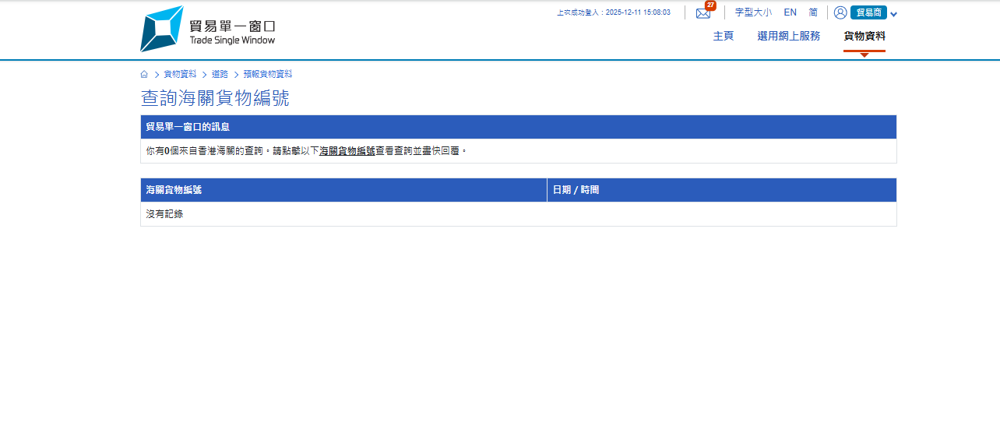 貿易單一窗口
Trade Single Window
上次成功登入：2025-12-11 15:08:03
27
字型大小 EN 简
貿易商
主頁 選用網上服務 貨物資料
貨物資料 道路 預報貨物資料
查詢海關貨物編號
貿易單一窗口的訊息
你有0個來自香港海關的查詢。請點擊以下海關貨物編號查看查詢並盡快回覆。
海關貨物編號 日期 / 時間
沒有記錄